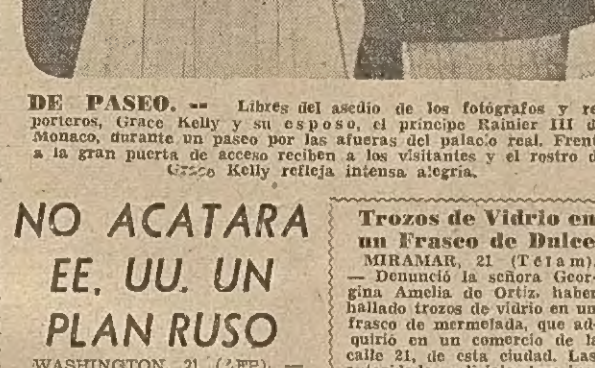 DE PASEO. -- Libres del asedio de los fotógrafos y re
porteros, Grace Kelly y su esposo, el príncipe Rainier III d
Monaco, durante un paseo por las afueras del palacio real. Frent
a la gran puerta de acceso reciben a los visitantes y el rostro d
Grace Kelly refleja intensa alegría.
NO ACATARA
EE. UU. UN
PLAN RUSO
WASHINGTON 21 (AFP). —
Trozos de Vidrio en
un Frasco de Dulce
MIRAMAR, 21 (Télam).
— Denunció la señora Geor-
gina Amelia de Ortiz, haber
hallado trozos de vidrio en un
frasco de mermelada, que ad-
quirió en un comercio de la
calle 21, de esta ciudad. Las